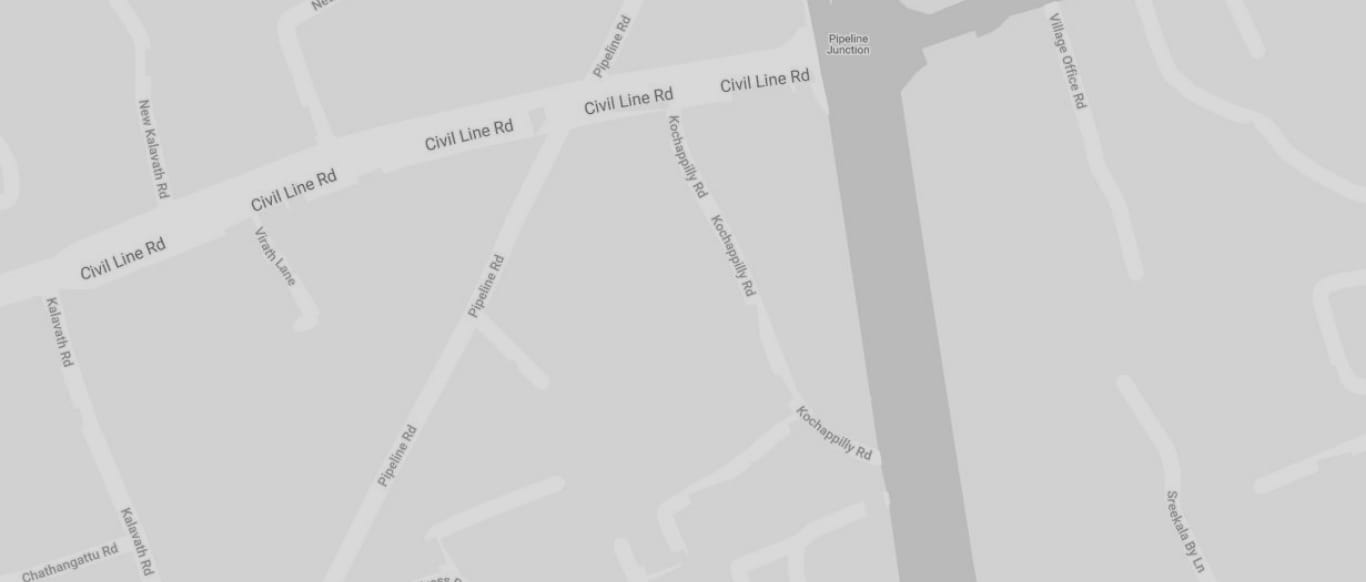 Pipeline Rd
Pipeline
Junction
Village Office Rd
Civil Line Rd
Civil Line Rd
Civil Line Rd
Civil Line Rd
Civil Line Rd
New Kalavath Rd
Kochappilly Rd
Kochappilly Rd
Virath Lane
Pipeline Rd
Kalavath Rd
Kochappilly Rd
Pipeline Rd
Sreekala By Ln
Kalavath Rd
Chathangattu Rd